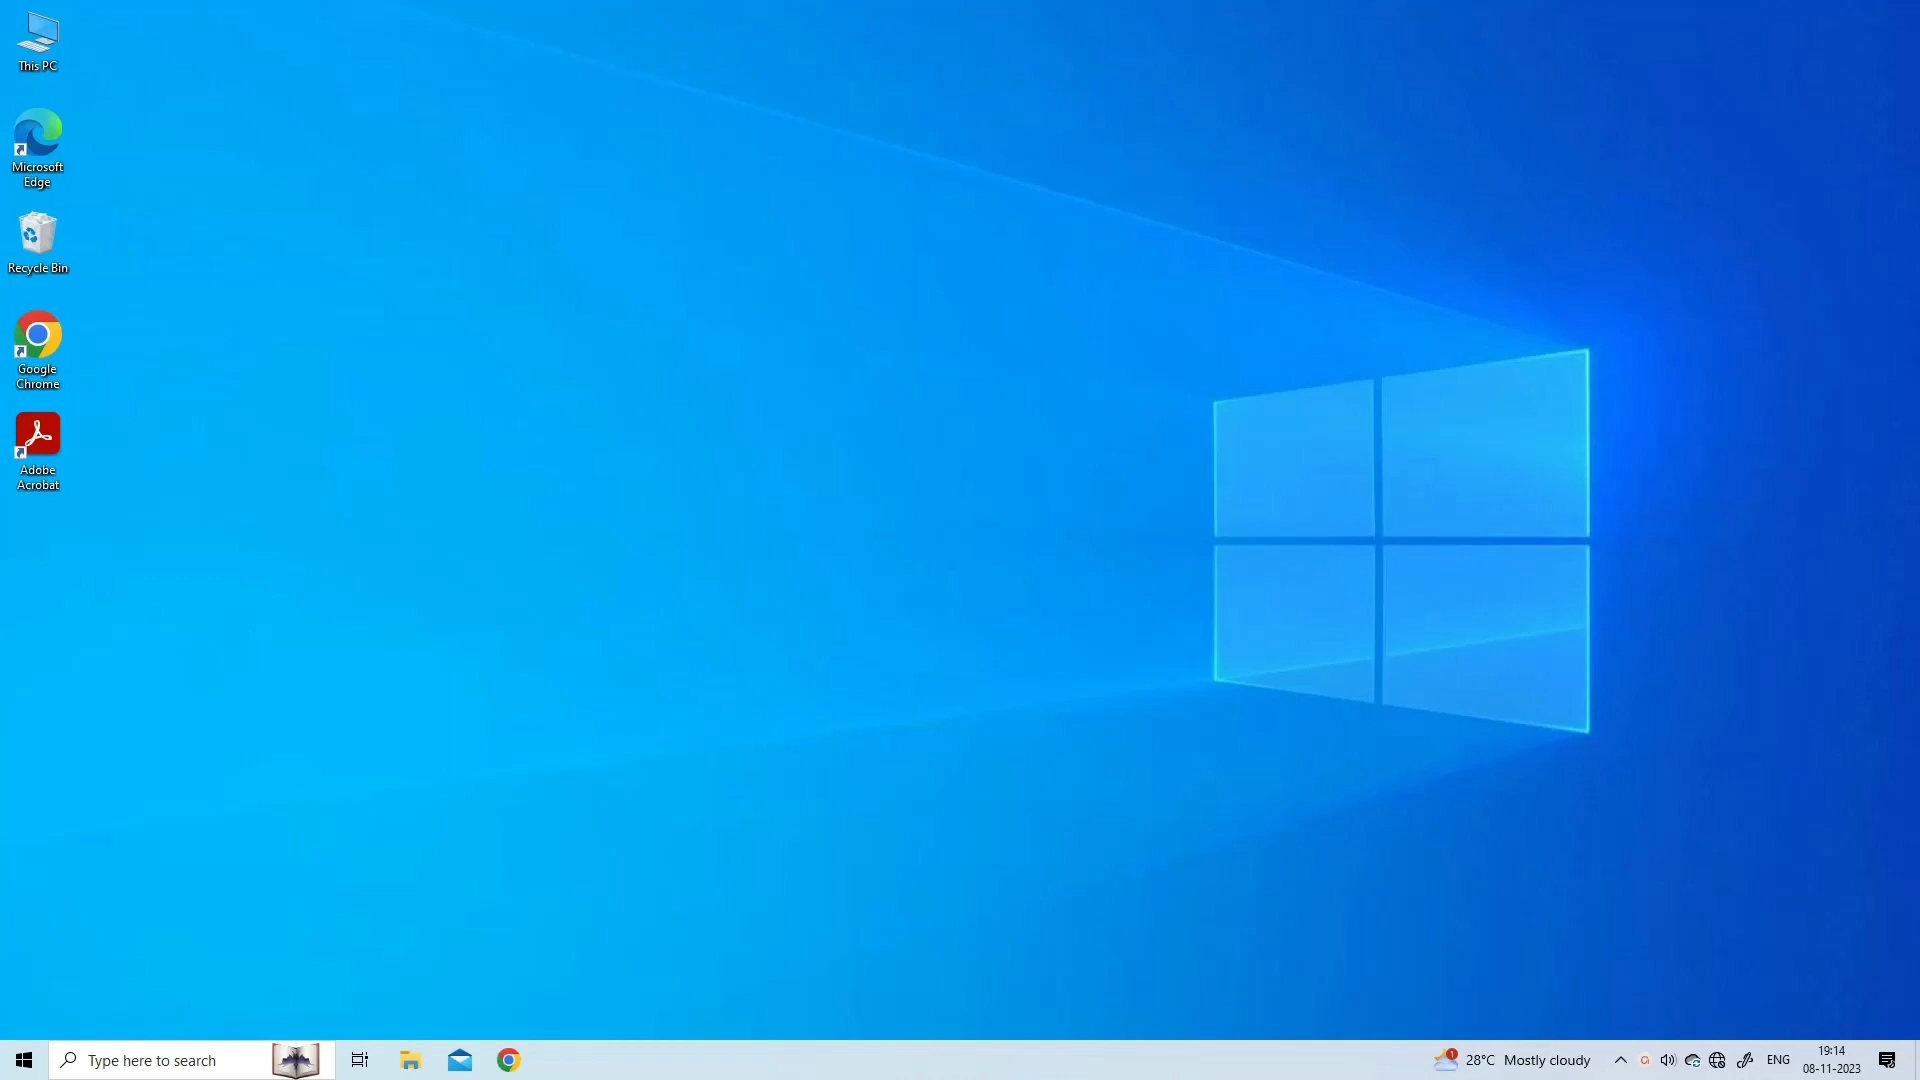 This PC
Microsoft
Edge
Recycle Bin
Google
Chrome
Adobe
Acrobat
Type here to search
1
28°C Mostly cloudy
ENG
19:14
08-11-2023